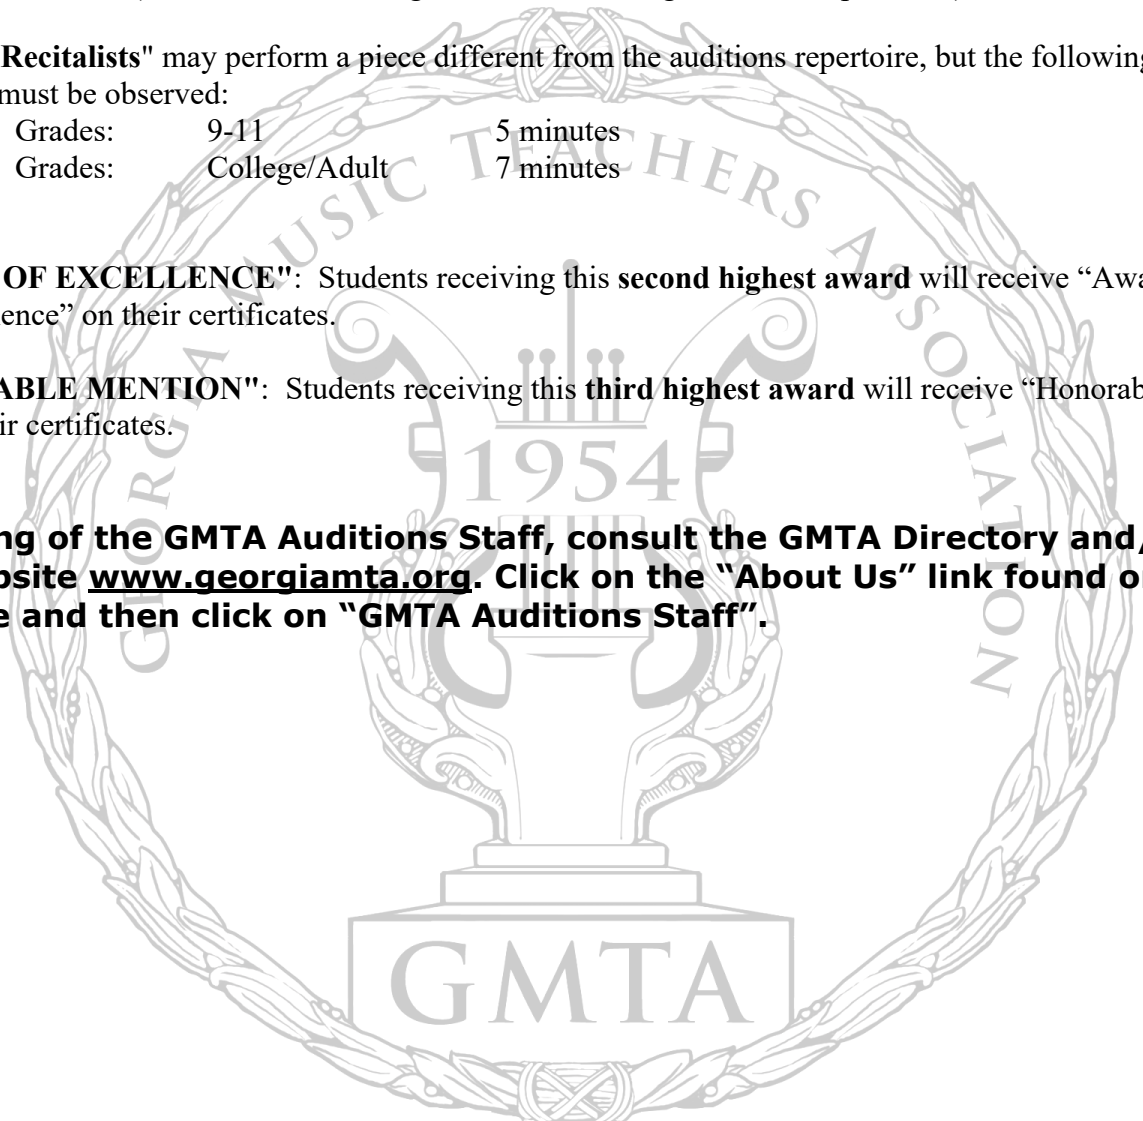 Recitalists" may perform a piece different from the auditions repertoire, but the following
must be observed:
Grades: 9-11 5 minutes
Grades: College/Adult 7 minutes
OF EXCELLENCE": Students receiving this second highest award will receive “Awa
ence” on their certificates.
ABLE MENTION": Students receiving this third highest award will receive “Honorab
ir certificates.
ng of the GMTA Auditions Staff, consult the GMTA Directory and/
bsite www.georgiamta.org. Click on the “About Us” link found o
e and then click on “GMTA Auditions Staff”.
GEORGIA MUSIC TEACHERS ASSOCIATION
1954
GMTA